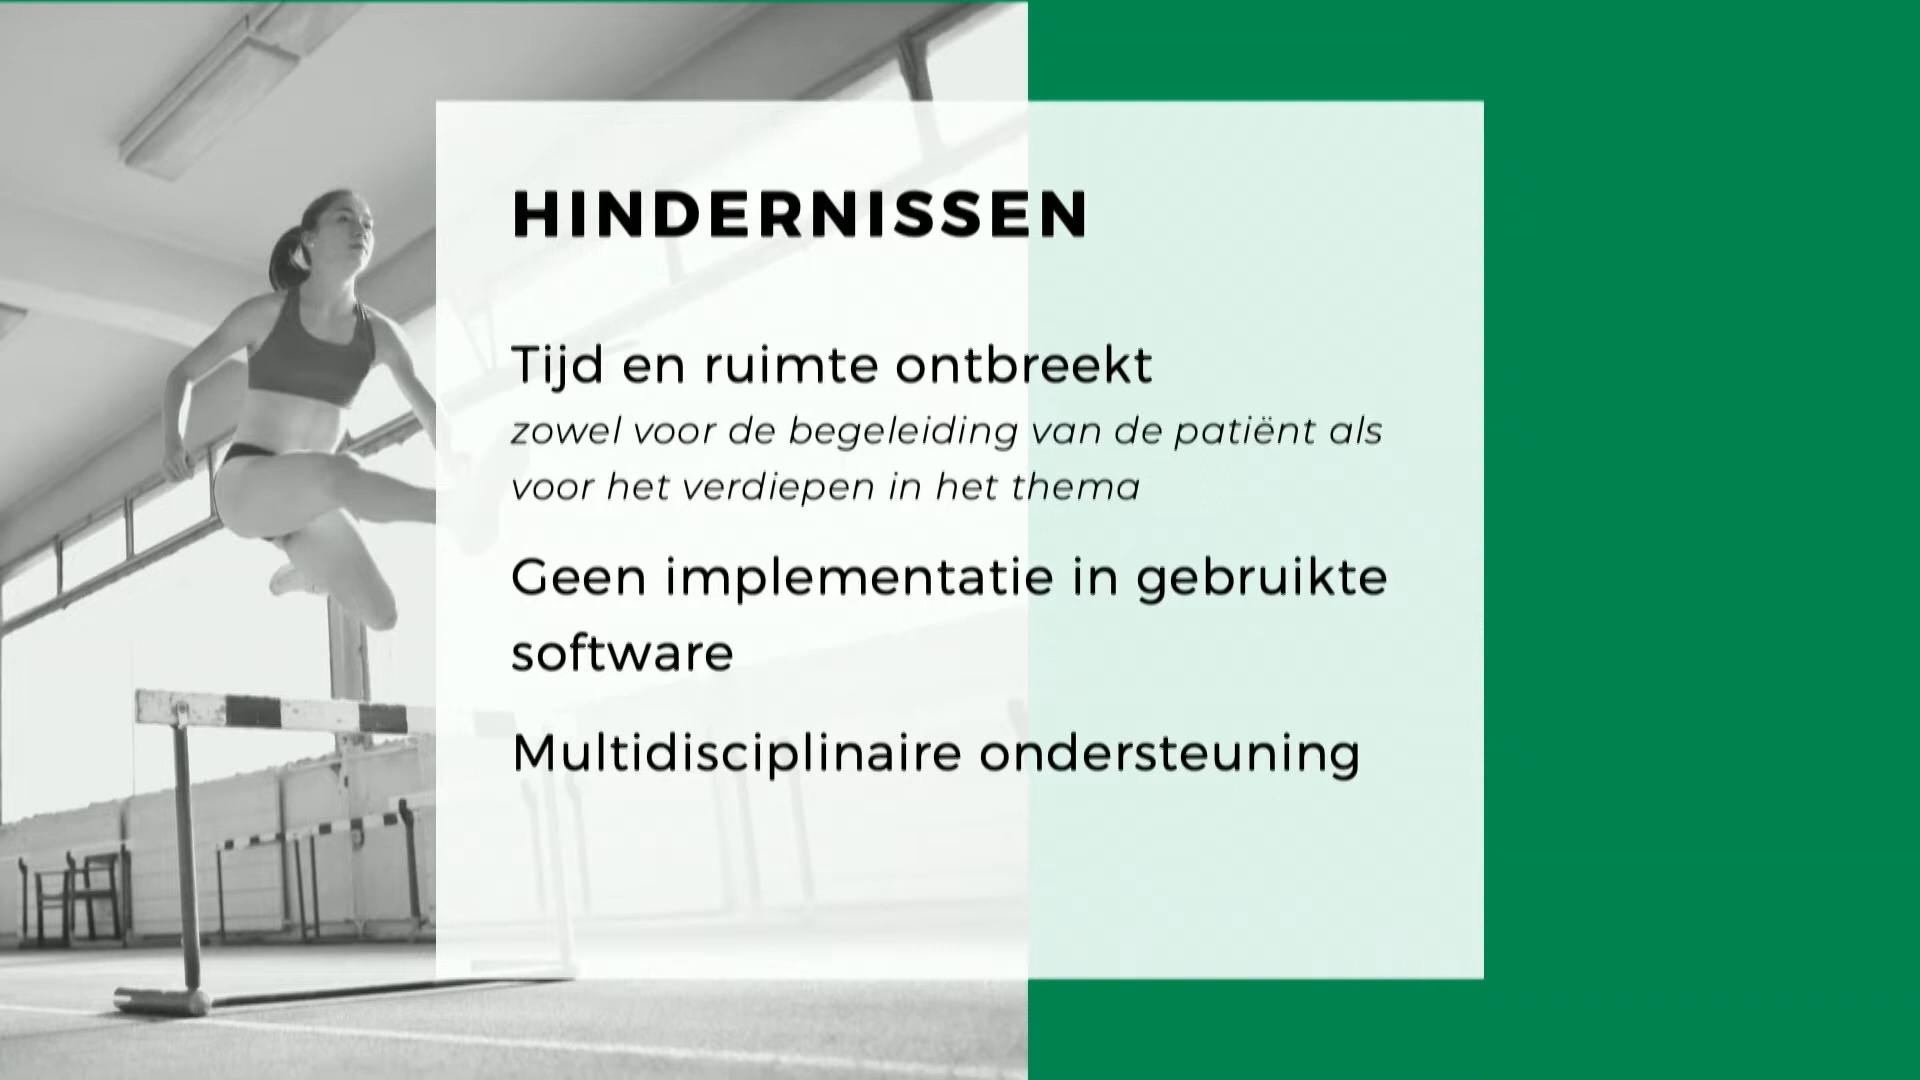 HINDERNISSEN
Tijd en ruimte ontbreekt
zowel voor de begeleiding van de patiënt als
voor het verdiepen in het thema
Geen implementatie in gebruikte
software
Multidisciplinaire ondersteuning